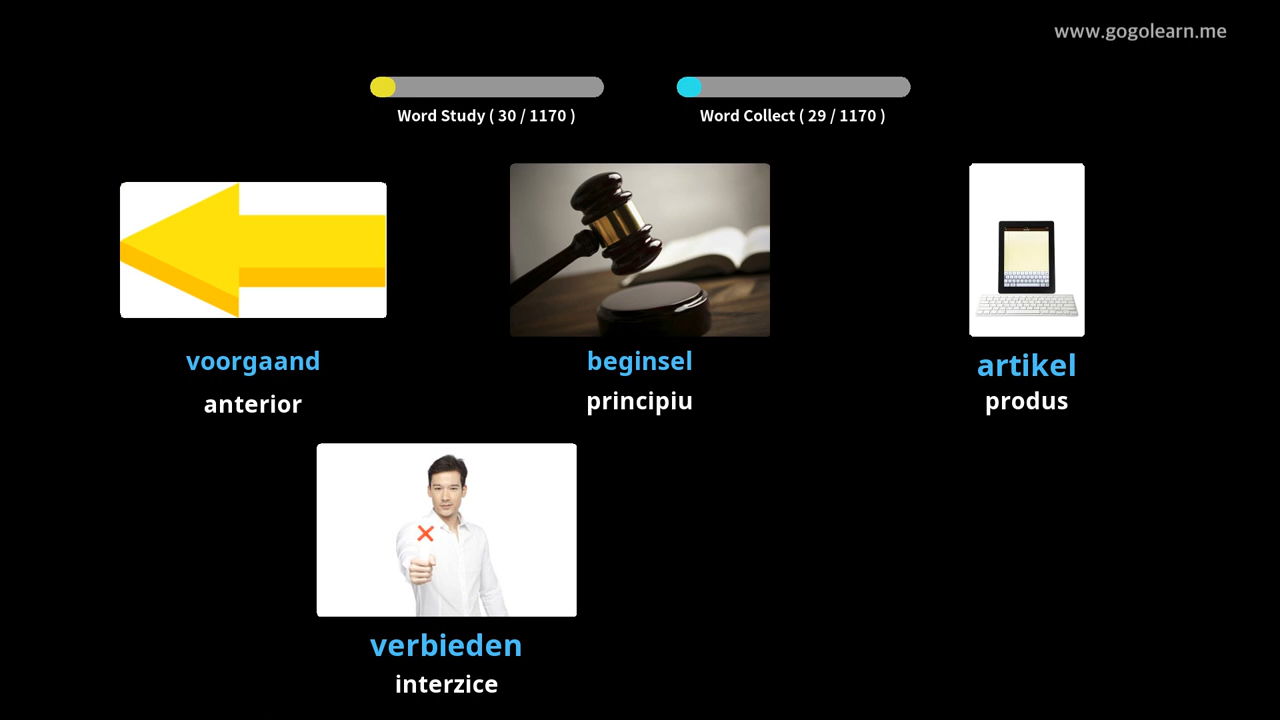 www.gogolearn.me
Word Study ( 30 / 1170 )
Word Collect ( 29 / 1170 )
voorgaand
anterior
beginsel
principiu
artikel
produs
verbieden
interzice